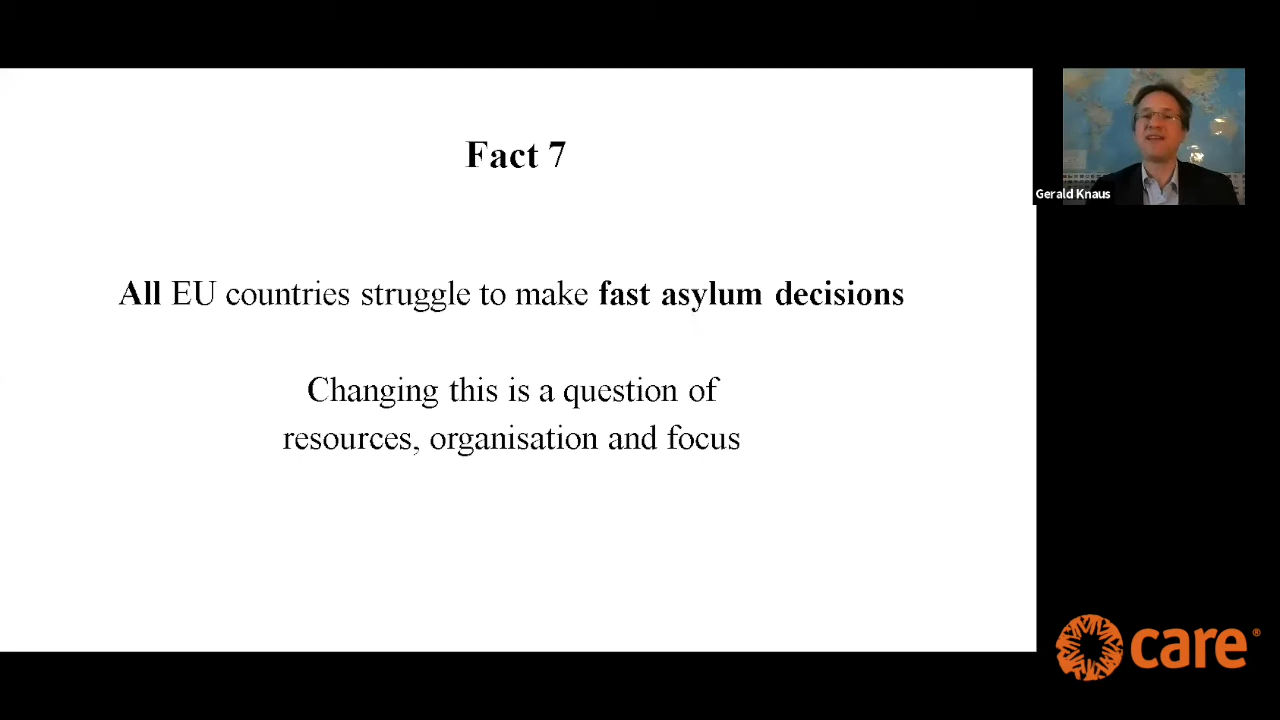 Fact 7
All EU countries struggle to make fast asylum decisions
Changing this is a question of
resources, organisation and focus
Gerald Knaus
care®